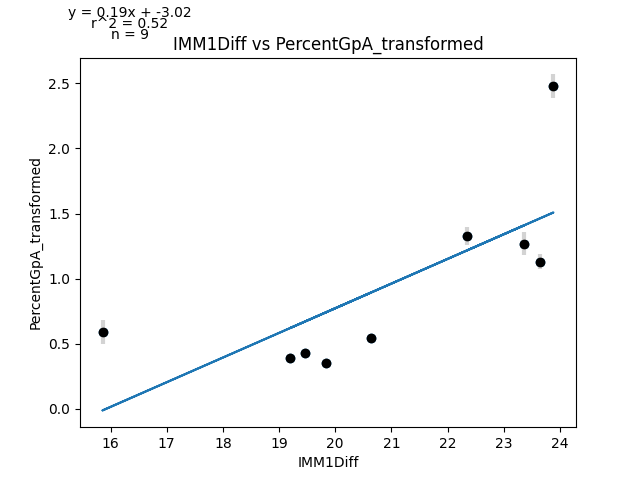 y = 0.19x + -3.02
r^2 = 0.52
n = 9
IMM1Diff vs PercentGpA_transformed
PercentGpA_transformed
2.5
2.0
1.5
1.0
0.5
0.0
16 17 18 19 20 21 22 23 24
IMM1Diff